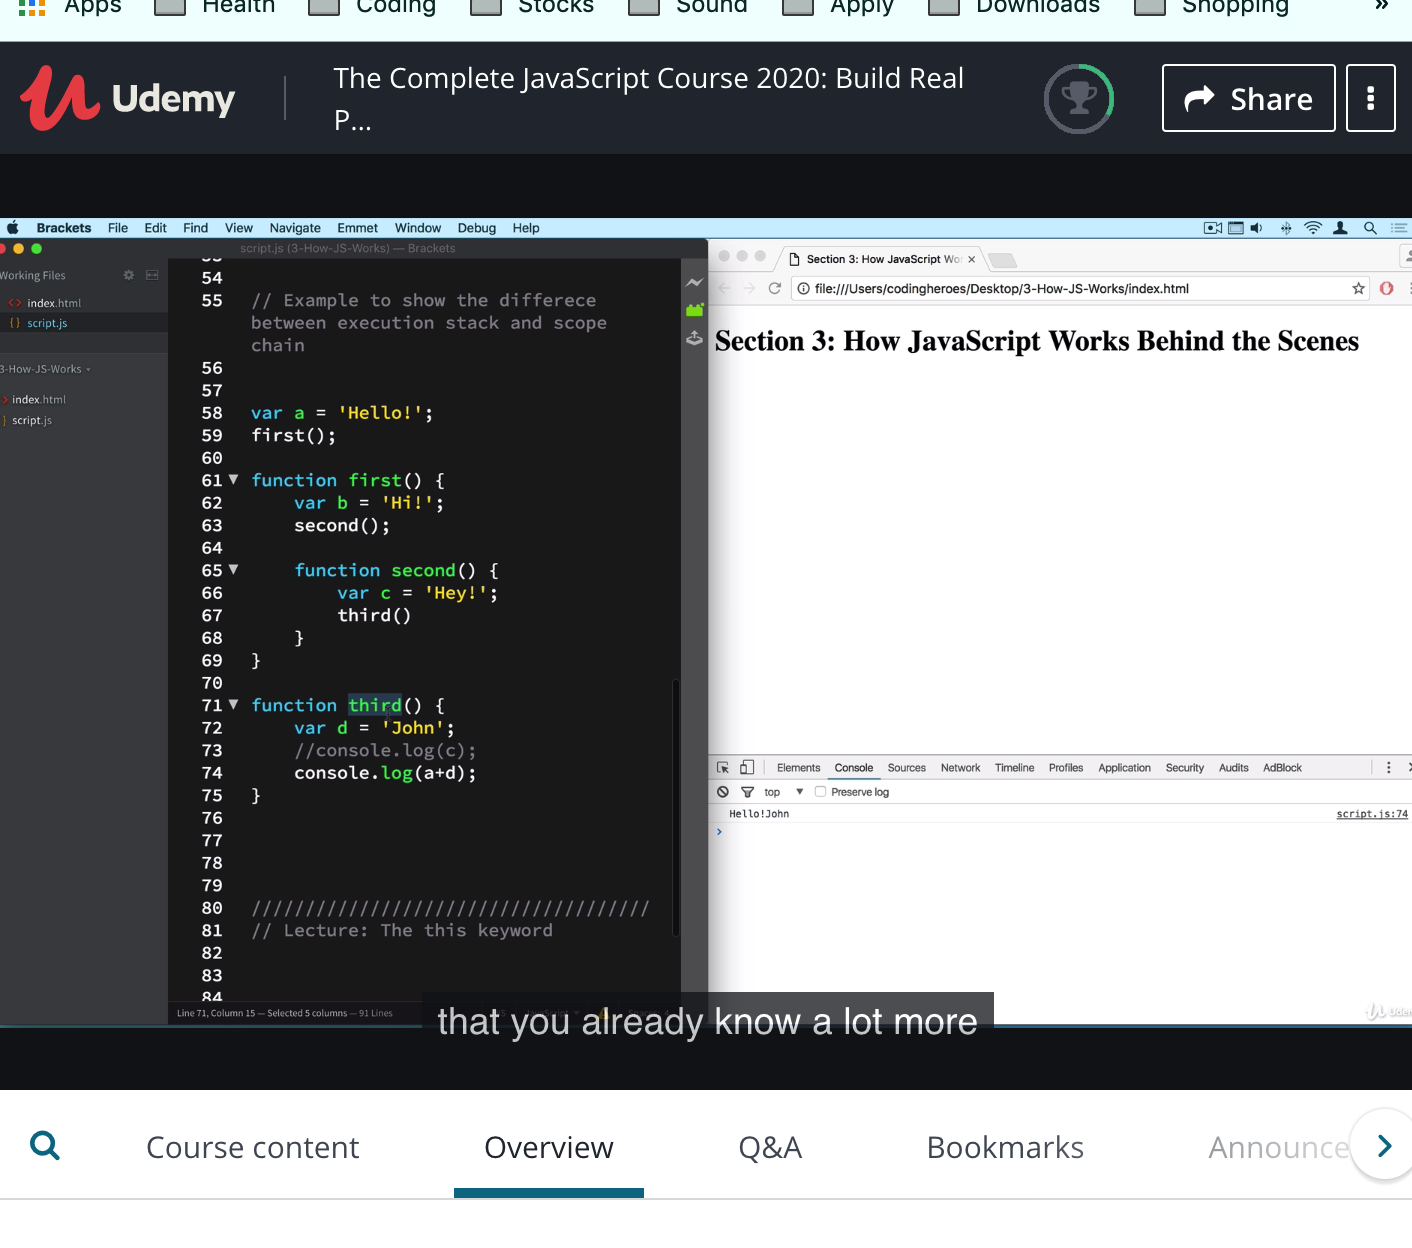 Apps Health Coding Stocks Sound Apply Downloads Shopping »
Udemy
The Complete JavaScript Course 2020: Build Real
P...
Share
Brackets File Edit Find View Navigate Emmet Window Debug Help
script.js (3-How-JS-Works) — Brackets
Working Files
index.html
script.js
3-How-JS-Works
index.html
script.js
53
54
55 // Example to show the differece
between execution stack and scope
chain
56
57
58 var a = 'Hello!';
59 first();
60
61 function first() {
62 var b = 'Hi!';
63 second();
64
65 function second() {
66 var c = 'Hey!';
67 third()
68 }
69 }
70
71 function third() {
72 var d = 'John';
73 //console.log(c);
74 console.log(a+d);
75 }
76
77
78
79
80 /////////////////////////////////////
81 // Lecture: The this keyword
82
83
84
Line 71, Column 15 — Selected 5 columns — 91 Lines
Section 3: How JavaScript Wor
file:///Users/codingheroes/Desktop/3-How-JS-Works/index.html
Section 3: How JavaScript Works Behind the Scenes
Elements Console Sources Network Timeline Profiles Application Security Audits AdBlock
top Preserve log
Hello!John script.js:74
that you already know a lot more
Course content Overview Q&A Bookmarks Announce